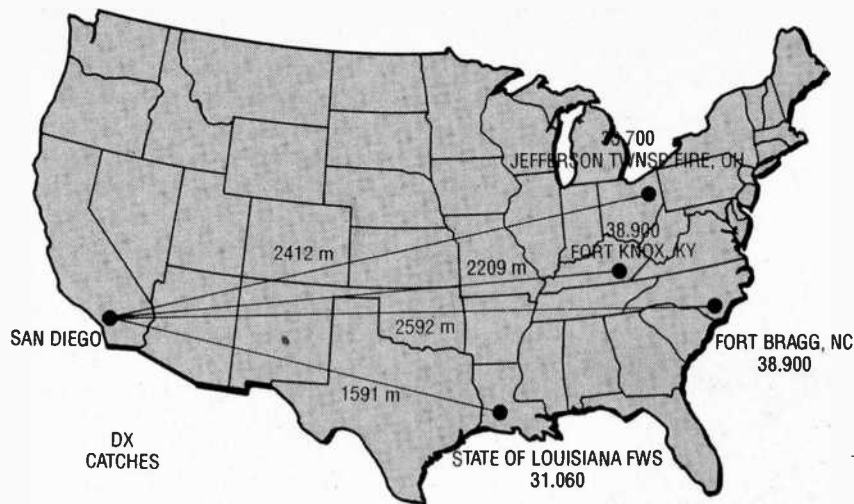 JEFFERSON TWNSP FIRE, OH
38.900
FORT KNOX, KY
2412 m
2209 m
SAN DIEGO
2592 m
FORT BRAGG, NC
38.900
1591 m
DX
CATCHES
STATE OF LOUISIANA FWS
31.060